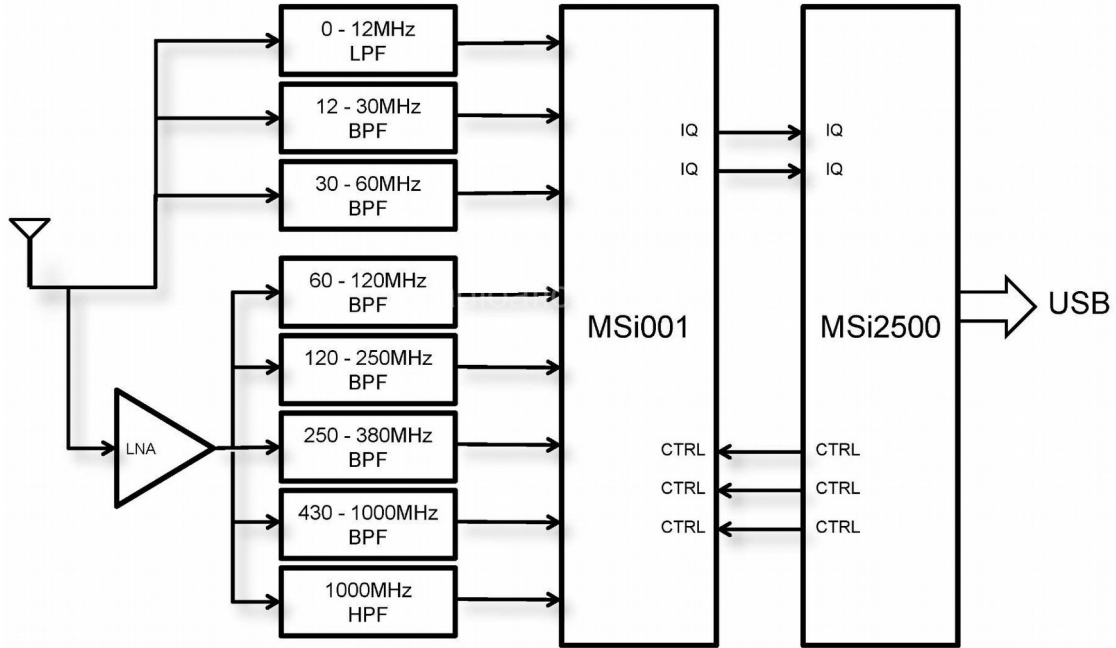 0 - 12MHz
LPF
12 - 30MHz
BPF
30 - 60MHz
BPF
60 - 120MHz
BPF
120 - 250MHz
BPF
250 - 380MHz
BPF
430 - 1000MHz
BPF
1000MHz
HPF
LNA
MSi001
IQ
IQ
CTRL
CTRL
CTRL
MSi2500
IQ
IQ
CTRL
CTRL
CTRL
USB